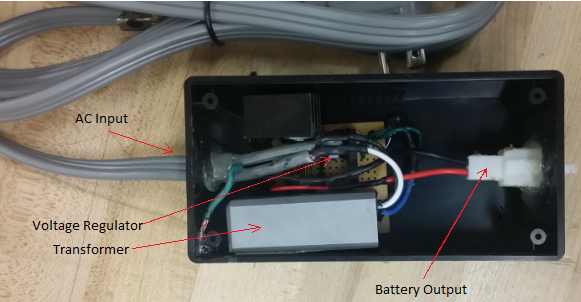 AC Input
Voltage Regulator
Transformer
Battery Output